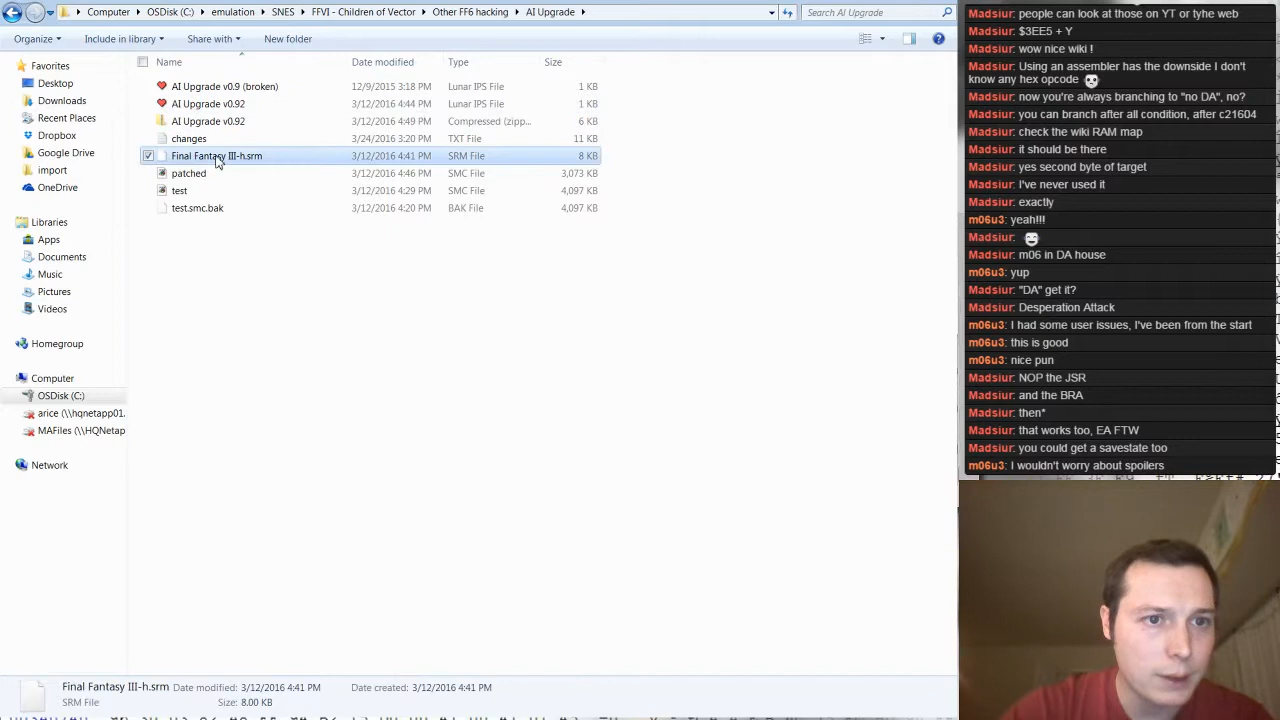 Computer ▸ OSDisk (C:) ▸ emulation ▸ SNES ▸ FFVI - Children of Vector ▸ Other FF6 hacking ▸ AI Upgrade ▸
Search AI Upgrade
Organize Include in library Share with New folder
Favorites
Desktop
Downloads
Recent Places
Dropbox
Google Drive
import
OneDrive
Libraries
Apps
Documents
Music
Pictures
Videos
Homegroup
Computer
OSDisk (C:)
arice (\\hqnetapp01.
MAFiles (\\HQNetap
Network
Name Date modified Type Size
AI Upgrade v0.9 (broken) 12/9/2015 3:18 PM Lunar IPS File 1 KB
AI Upgrade v0.92 3/12/2016 4:44 PM Lunar IPS File 1 KB
AI Upgrade v0.92 3/12/2016 4:49 PM Compressed (zipp... 6 KB
changes 3/24/2016 3:20 PM TXT File 11 KB
Final Fantasy III-h.srm 3/12/2016 4:41 PM SRM File 8 KB
patched 3/12/2016 4:46 PM SMC File 3,073 KB
test 3/12/2016 4:20 PM SMC File 4,097 KB
test.smc.bak 3/12/2016 4:20 PM BAK File 4,097 KB
Final Fantasy III-h.srm Date modified: 3/12/2016 4:41 PM Date created: 3/12/2016 4:41 PM
SRM File Size: 8.00 KB
Madsiur: people can look at those on YT or tyhe web
Madsiur: $3EE5 + Y
Madsiur: wow nice wiki !
Madsiur: Using an assembler has the downside I don't
know any hex opcode
Madsiur: now you're always branching to "no DA", no?
Madsiur: you can branch after all condition, after c21604
Madsiur: check the wiki RAM map
Madsiur: it should be there
Madsiur: yes second byte of target
Madsiur: I've never used it
Madsiur: exactly
m06u3: yeah!!!
Madsiur:
Madsiur: m06 in DA house
m06u3: yup
Madsiur: "DA" get it?
Madsiur: Desperation Attack
m06u3: I had some user issues, I've been from the start
m06u3: this is good
m06u3: nice pun
Madsiur: NOP the JSR
Madsiur: and the BRA
Madsiur: then*
Madsiur: that works too, EA FTW
Madsiur: you could get a savestate too
m06u3: I wouldn't worry about spoilers